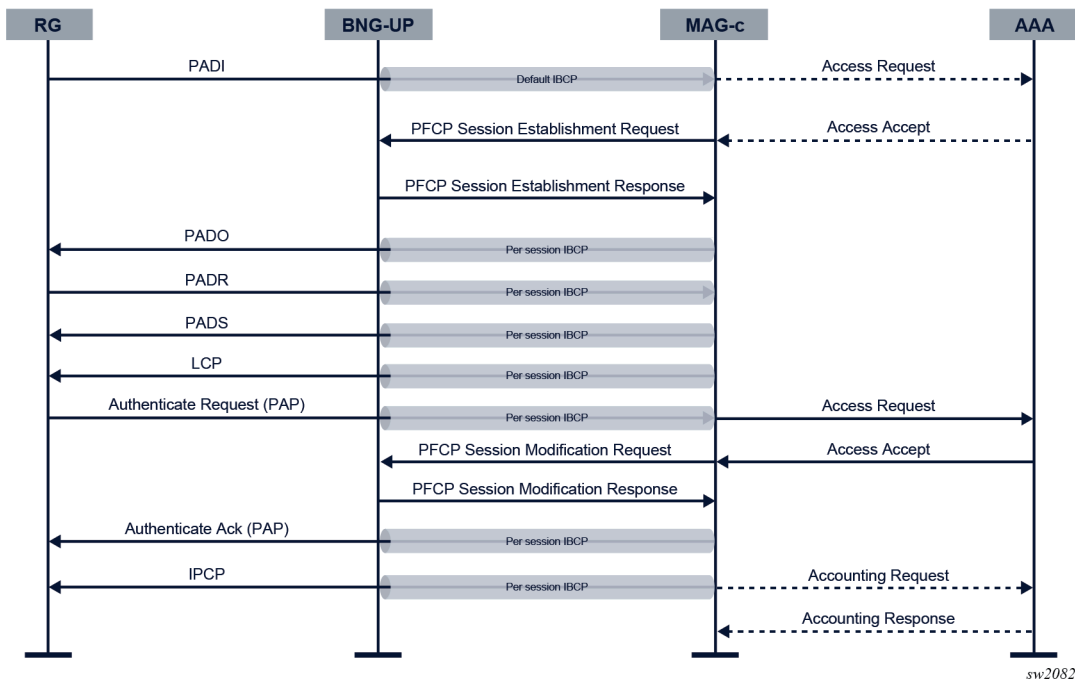 RG BNG-UP MAG-c AAA
PADI Default IBCP Access Request
PFCP Session Establishment Request Access Accept
PFCP Session Establishment Response
PADO Per session IBCP
PADR Per session IBCP
PADS Per session IBCP
LCP Per session IBCP
Authenticate Request (PAP) Per session IBCP Access Request
PFCP Session Modification Request Access Accept
PFCP Session Modification Response
Authenticate Ack (PAP) Per session IBCP
IPCP Per session IBCP Accounting Request
Accounting Response
sw2082